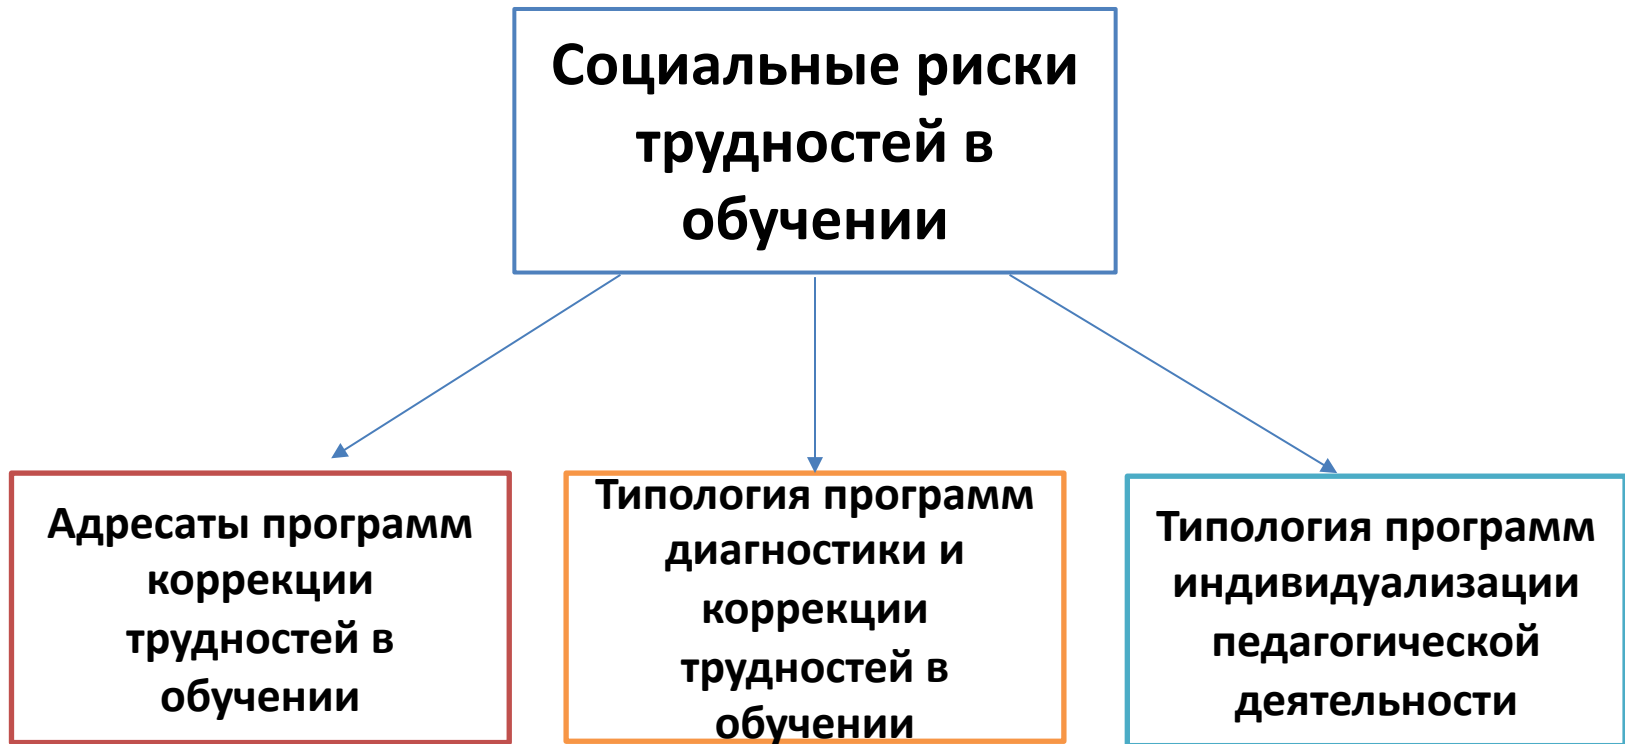 Социальные риски
трудностей в
обучении
Адресаты программ
коррекции
трудностей в
обучении
Типология программ
диагностики и
коррекции
трудностей в
обучении
Типология программ
индивидуализации
педагогической
деятельности